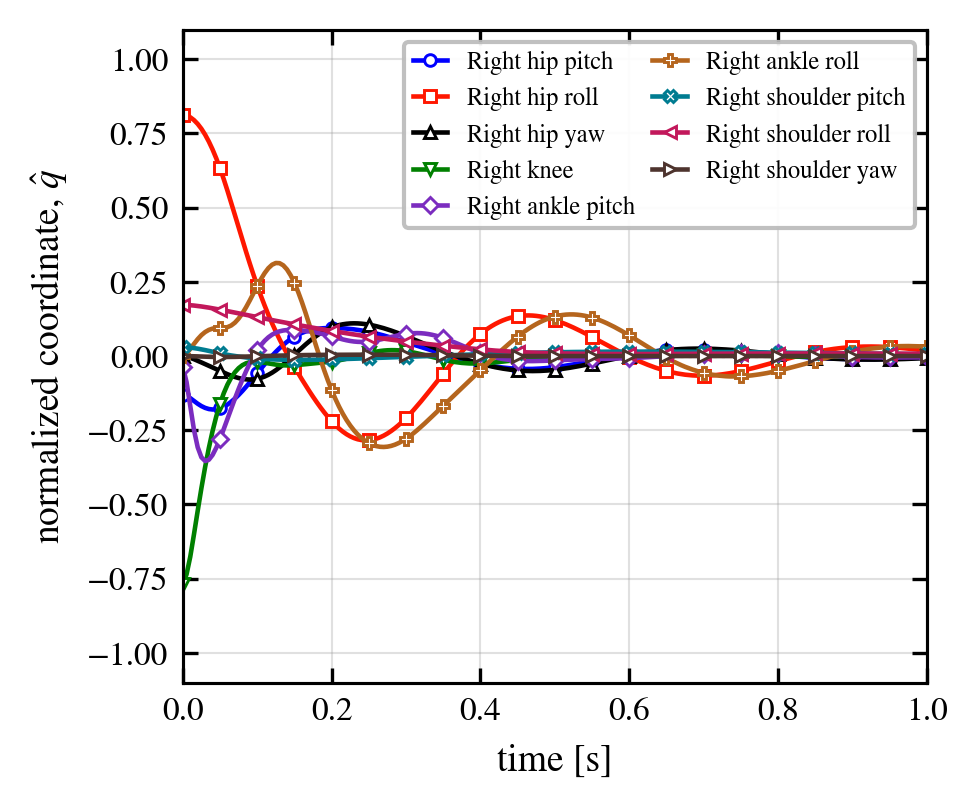 normalized coordinate, q̂
1.00
0.75
0.50
0.25
0.00
−0.25
−0.50
−0.75
−1.00
Right hip pitch
Right hip roll
Right hip yaw
Right knee
Right ankle pitch
Right ankle roll
Right shoulder pitch
Right shoulder roll
Right shoulder yaw
0.0 0.2 0.4 0.6 0.8 1.0
time [s]